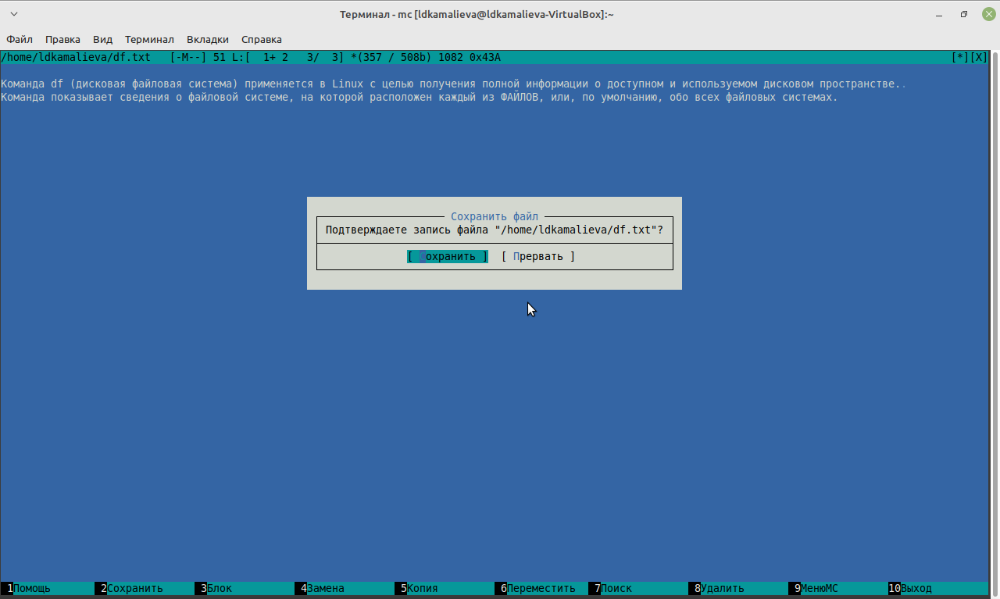 Терминал - mc [ldkamalieva@ldkamalieva-VirtualBox]:~
Файл Правка Вид Терминал Вкладки Справка
/home/ldkamalieva/df.txt [-M--] 51 L:[ 1+ 2 3/ 3] *(357 / 508b) 1082 0x43A [*][X]
Команда df (дисковая файловая система) применяется в Linux с целью получения полной информации о доступном и используемом дисковом пространстве..
Команда показывает сведения о файловой системе, на которой расположен каждый из ФАЙЛОВ, или, по умолчанию, обо всех файловых системах.
Сохранить файл
Подтверждаете запись файла "/home/ldkamalieva/df.txt"?
[ Сохранить ] [ Прервать ]
1Помощь 2Сохранить 3Блок 4Замена 5Копия 6Переместить 7Поиск 8Удалить 9МенюMC 10Выход